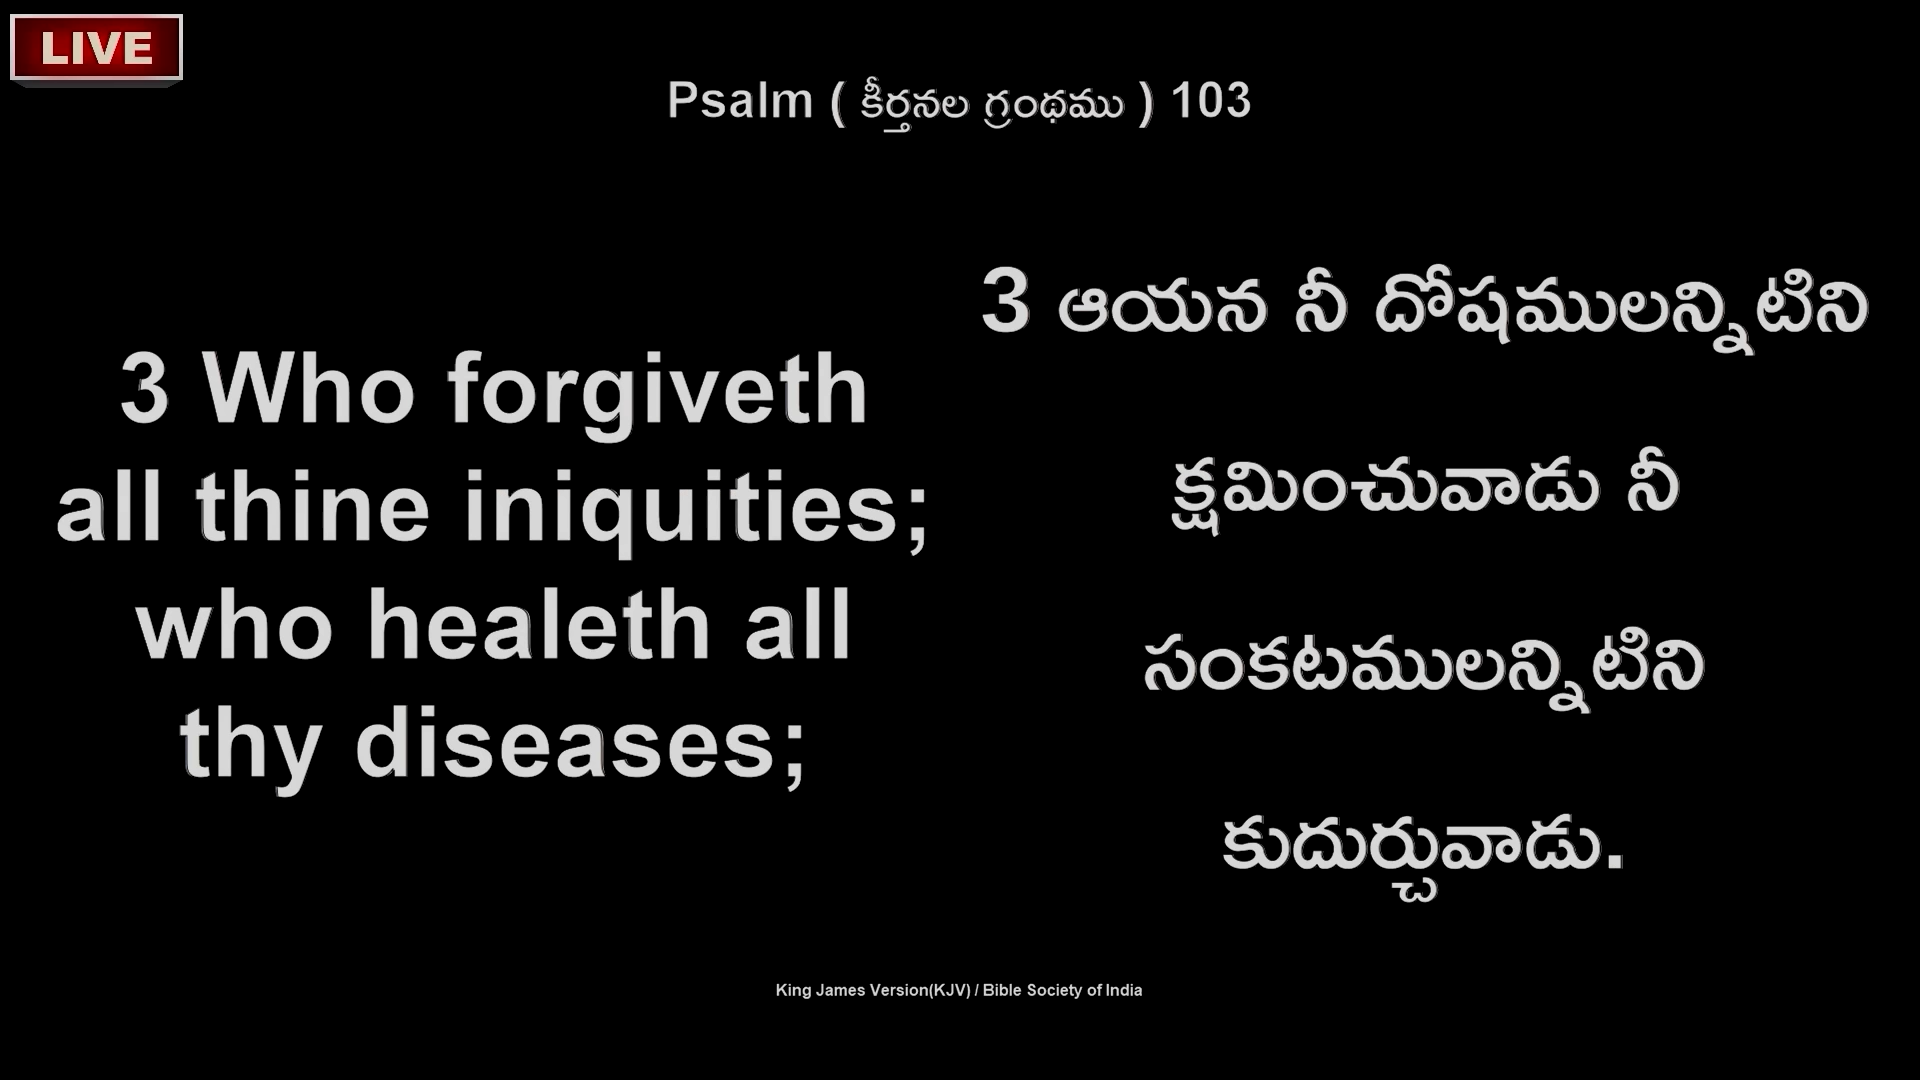 LIVE
Psalm ( కీర్తనల గ్రంథము ) 103
3 Who forgiveth
all thine iniquities;
who healeth all
thy diseases;
3 ఆయన నీ దోషములన్నిటిని
క్షమించువాడు నీ
సంకటములన్నిటిని
కుదుర్చువాడు.
King James Version(KJV) / Bible Society of India